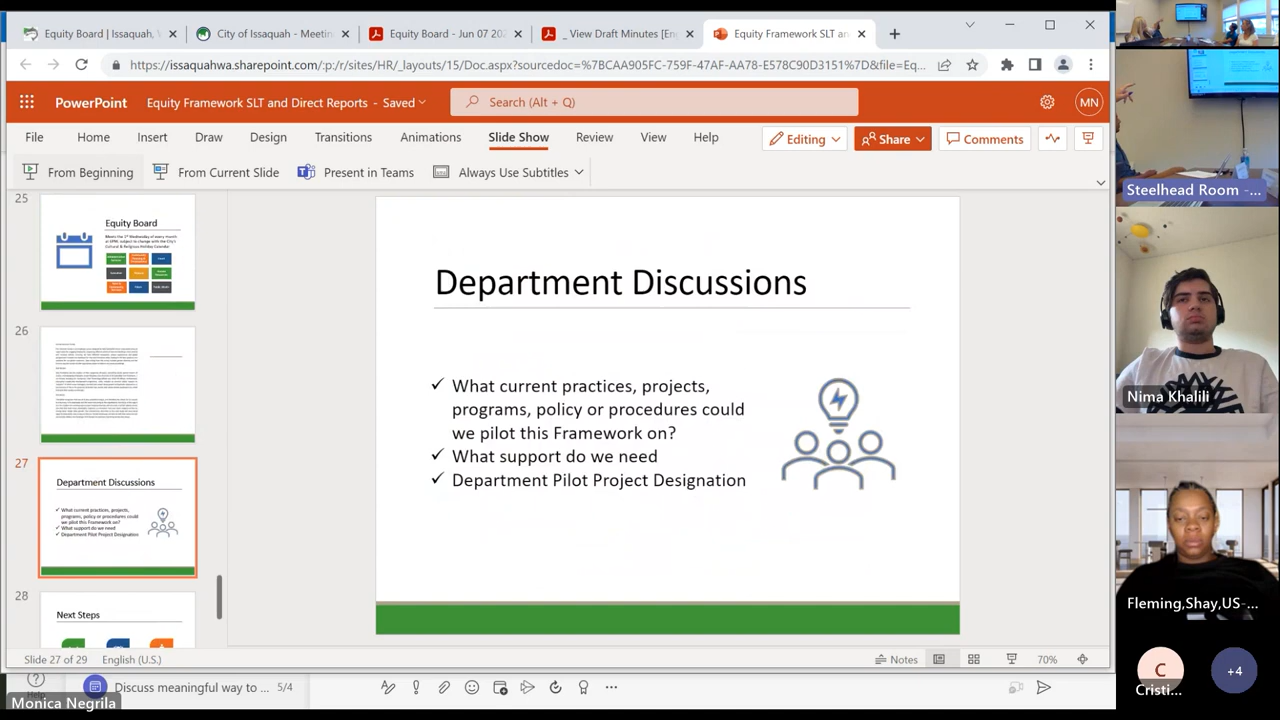 Equity Board | Issaquah, W
City of Issaquah - Meetin
Equity Board - Jun 07 202
_ View Draft Minutes [En
Equity Framework SLT an
https://issaquahwa.sharepoint.com/:p:/r/sites/HR/_layouts/15/Doc.aspx?sourcedoc=%7BCAA905FC-759F-47AF-AA78-E578C90D3151%7D&file=Eq...
PowerPoint
Equity Framework SLT and Direct Reports - Saved
Search (Alt + Q)
MN
File
Home
Insert
Draw
Design
Transitions
Animations
Slide Show
Review
View
Help
Editing
Share
Comments
From Beginning
From Current Slide
Present in Teams
Always Use Subtitles
25
Equity Board
26
27
Department Discussions
What current practices, projects,
programs, policy or procedures could
we pilot this Framework on?
What support do we need
Department Pilot Project Designation
28
Next Steps
Department Discussions
What current practices, projects,
programs, policy or procedures could
we pilot this Framework on?
What support do we need
Department Pilot Project Designation
Slide 27 of 29
English (U.S.)
Notes
70%
Help
Discuss meaningful way to ...
5/4
Monica Negrila
Steelhead Room -...
Nima Khalili
Fleming,Shay,US-...
C
Cristi...
+4